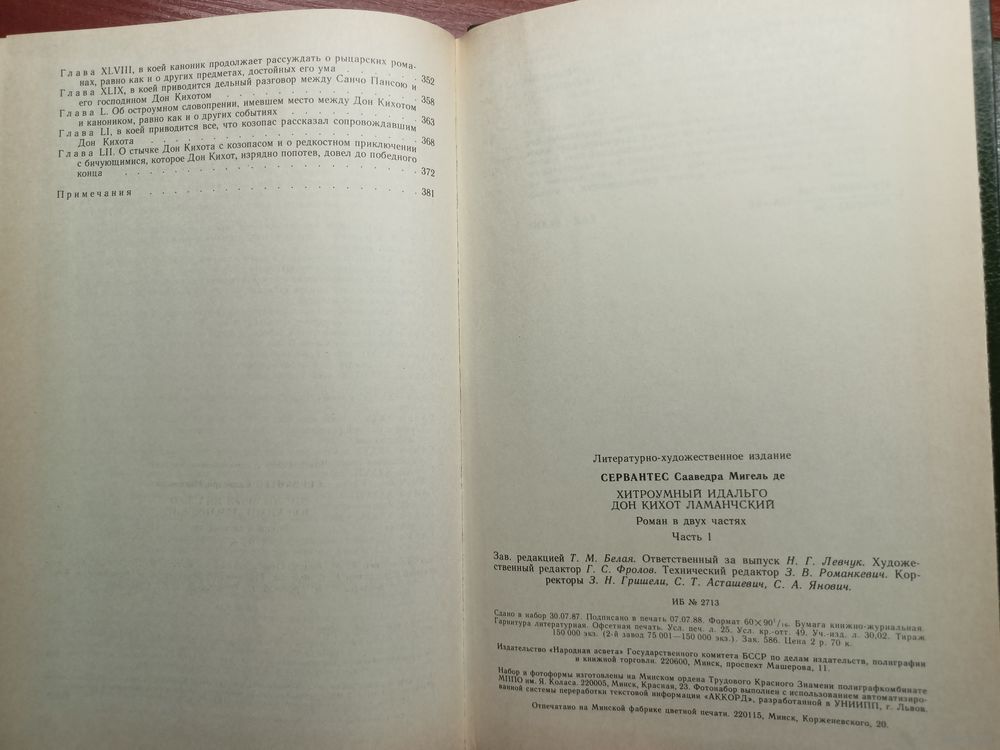 Глава XLVIII, в коей каноник продолжает рассуждать о рыцарских рома-
нах, равно как и о других предметах, достойных его ума . . . . . . 352
Глава XLIX, в коей приводится дельный разговор между Санчо Пансою и
его господином Дон Кихотом . . . . . . . . . . . . 358
Глава L. Об остроумном словопрении, имевшем место между Дон Кихотом
и каноником, равно как и о других событиях . . . . . . . . 363
Глава LI, в коей приводится все, что козопас рассказал сопровождавшим
Дон Кихота . . . . . . . . . . . . . . . . . 368
Глава LII. О стычке Дон Кихота с козопасом и о редкостном приключении
с бичующимися, которое Дон Кихот, изрядно попотев, довел до победного
конца . . . . . . . . . . . . . . . . . . . 372
Примечания . . . . . . . . . . . . . . . . . 381
Литературно-художественное издание
СЕРВАНТЕС Сааведра Мигель де
ХИТРОУМНЫЙ ИДАЛЬГО
ДОН КИХОТ ЛАМАНЧСКИЙ
Роман в двух частях
Часть 1
Зав. редакцией Т. М. Белая. Ответственный за выпуск Н. Г. Левчук. Художе-
ственный редактор Г. С. Фролов. Технический редактор З. В. Романкевич. Кор-
ректоры З. Н. Гришели, С. Т. Асташевич, С. А. Янович.
ИБ № 2713
Сдано в набор 30.07.87. Подписано в печать 07.07.88. Формат 60×90¹/₁₆. Бумага книжно-журнальная.
Гарнитура литературная. Офсетная печать. Усл. печ. л. 25. Усл. кр.-отт. 49. Уч.-изд. л. 30,02. Тираж
150 000 экз. (2-й завод 75 001—150 000 экз.). Зак. 586. Цена 2 р. 70 к.
Издательство «Народная асвета» Государственного комитета БССР по делам издательств, полиграфии
и книжной торговли. 220600, Минск, проспект Машерова, 11.
Набор и фотоформы изготовлены на Минском ордена Трудового Красного Знамени полиграфкомбинате
МППО им. Я. Коласа. 220005, Минск, Красная, 23. Фотонабор выполнен с использованием автоматизиро-
ванной системы переработки текстовой информации «АККОРД», разработанной в УНИИПП, г. Львов.
Отпечатано на Минской фабрике цветной печати. 220115, Минск, Корженевского, 20.